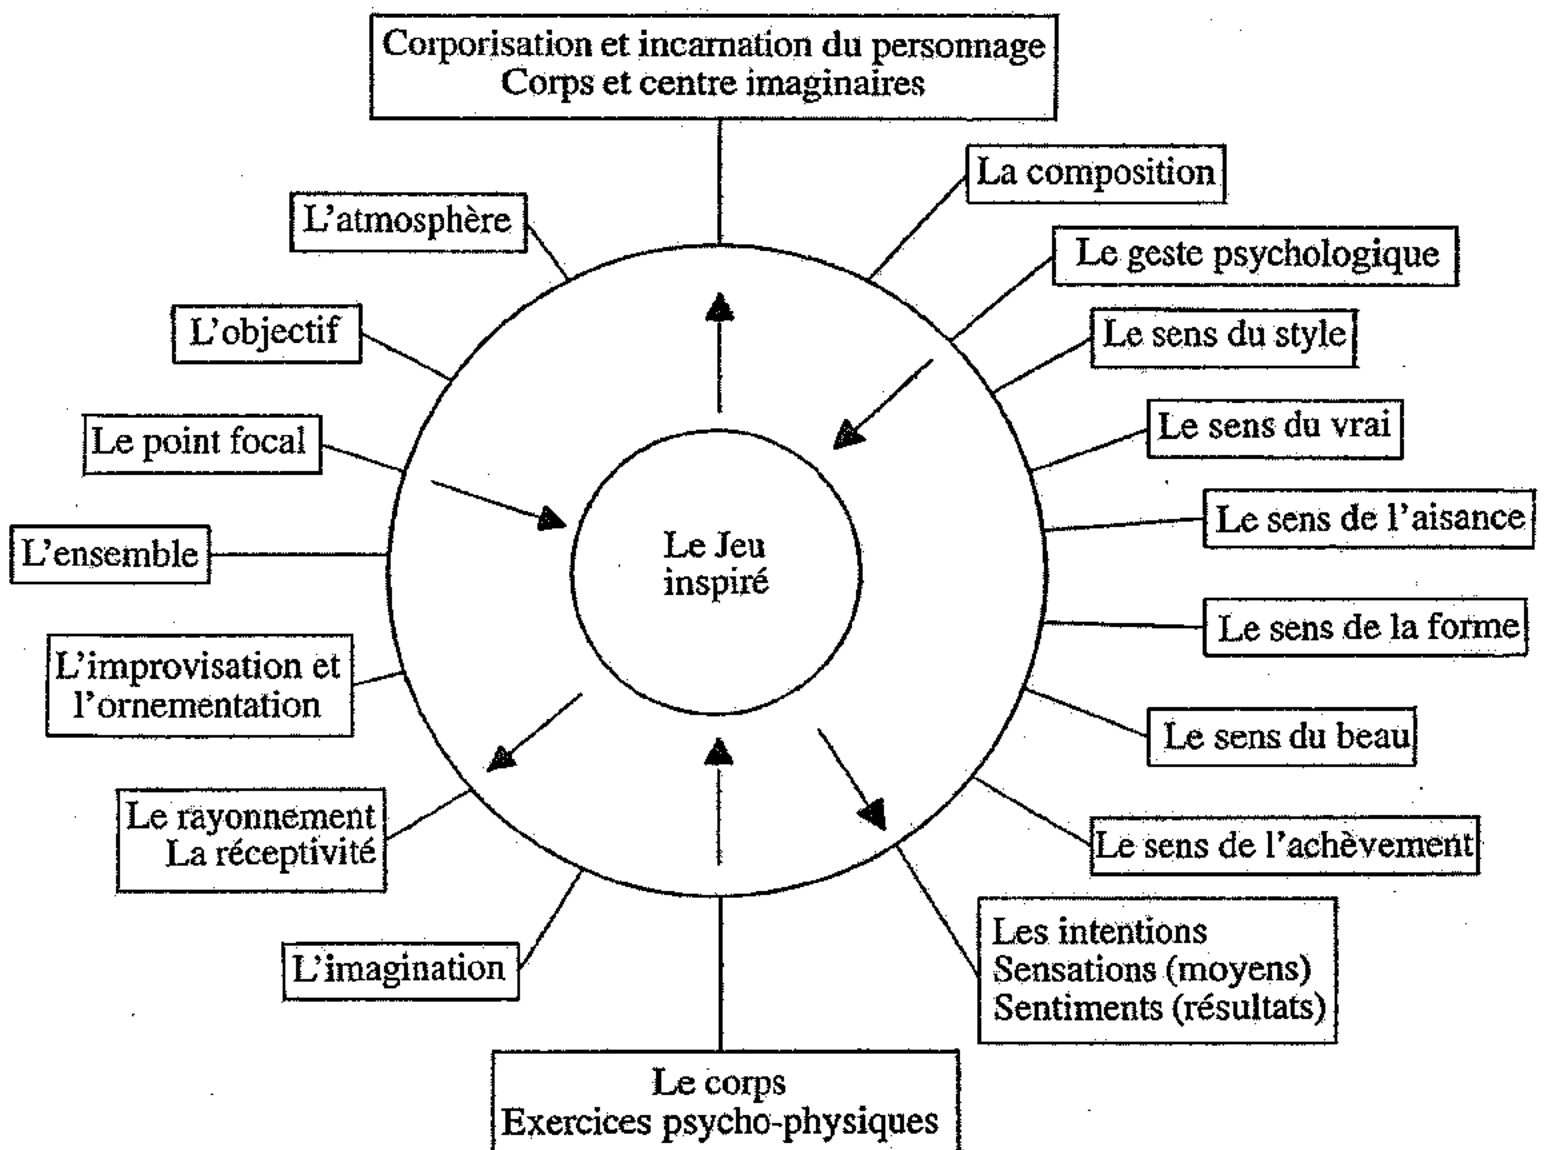 Corporisation et incarnation du personnage
Corps et centre imaginaires
La composition
L'atmosphère
Le geste psychologique
L'objectif
Le sens du style
Le point focal
Le sens du vrai
L'ensemble
Le sens de l'aisance
Le Jeu
inspiré
Le sens de la forme
L'improvisation et
l'ornementation
Le sens du beau
Le rayonnement
La réceptivité
Le sens de l'achèvement
L'imagination
Les intentions
Sensations (moyens)
Sentiments (résultats)
Le corps
Exercices psycho-physiques